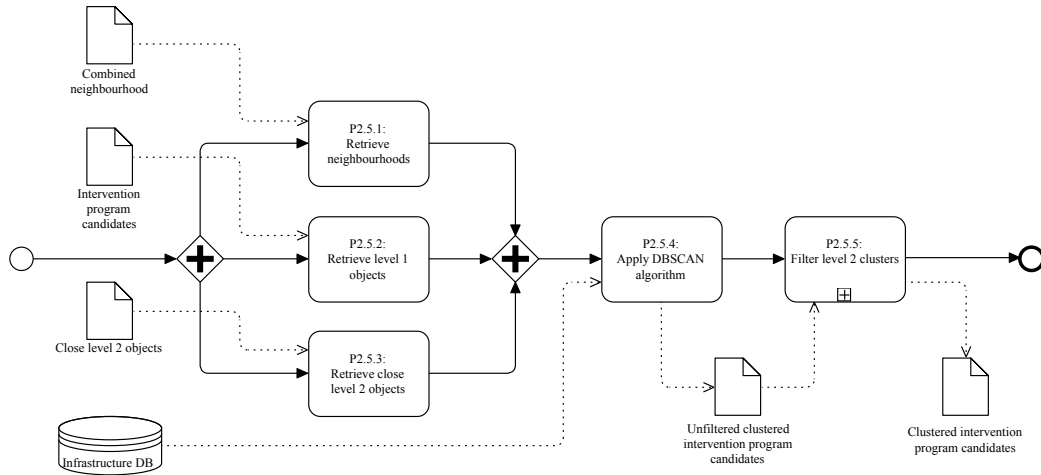 Combined
neighbourhood
P2.5.1:
Retrieve
neighbourhoods
Intervention
program
candidates
P2.5.2:
Retrieve level 1
objects
P2.5.4:
Apply DBSCAN
algorithm
P2.5.5:
Filter level 2 clusters
Close level 2 objects
P2.5.3:
Retrieve close
level 2 objects
Unfiltered clustered
intervention program
candidates
Clustered intervention
program candidates
Infrastructure DB